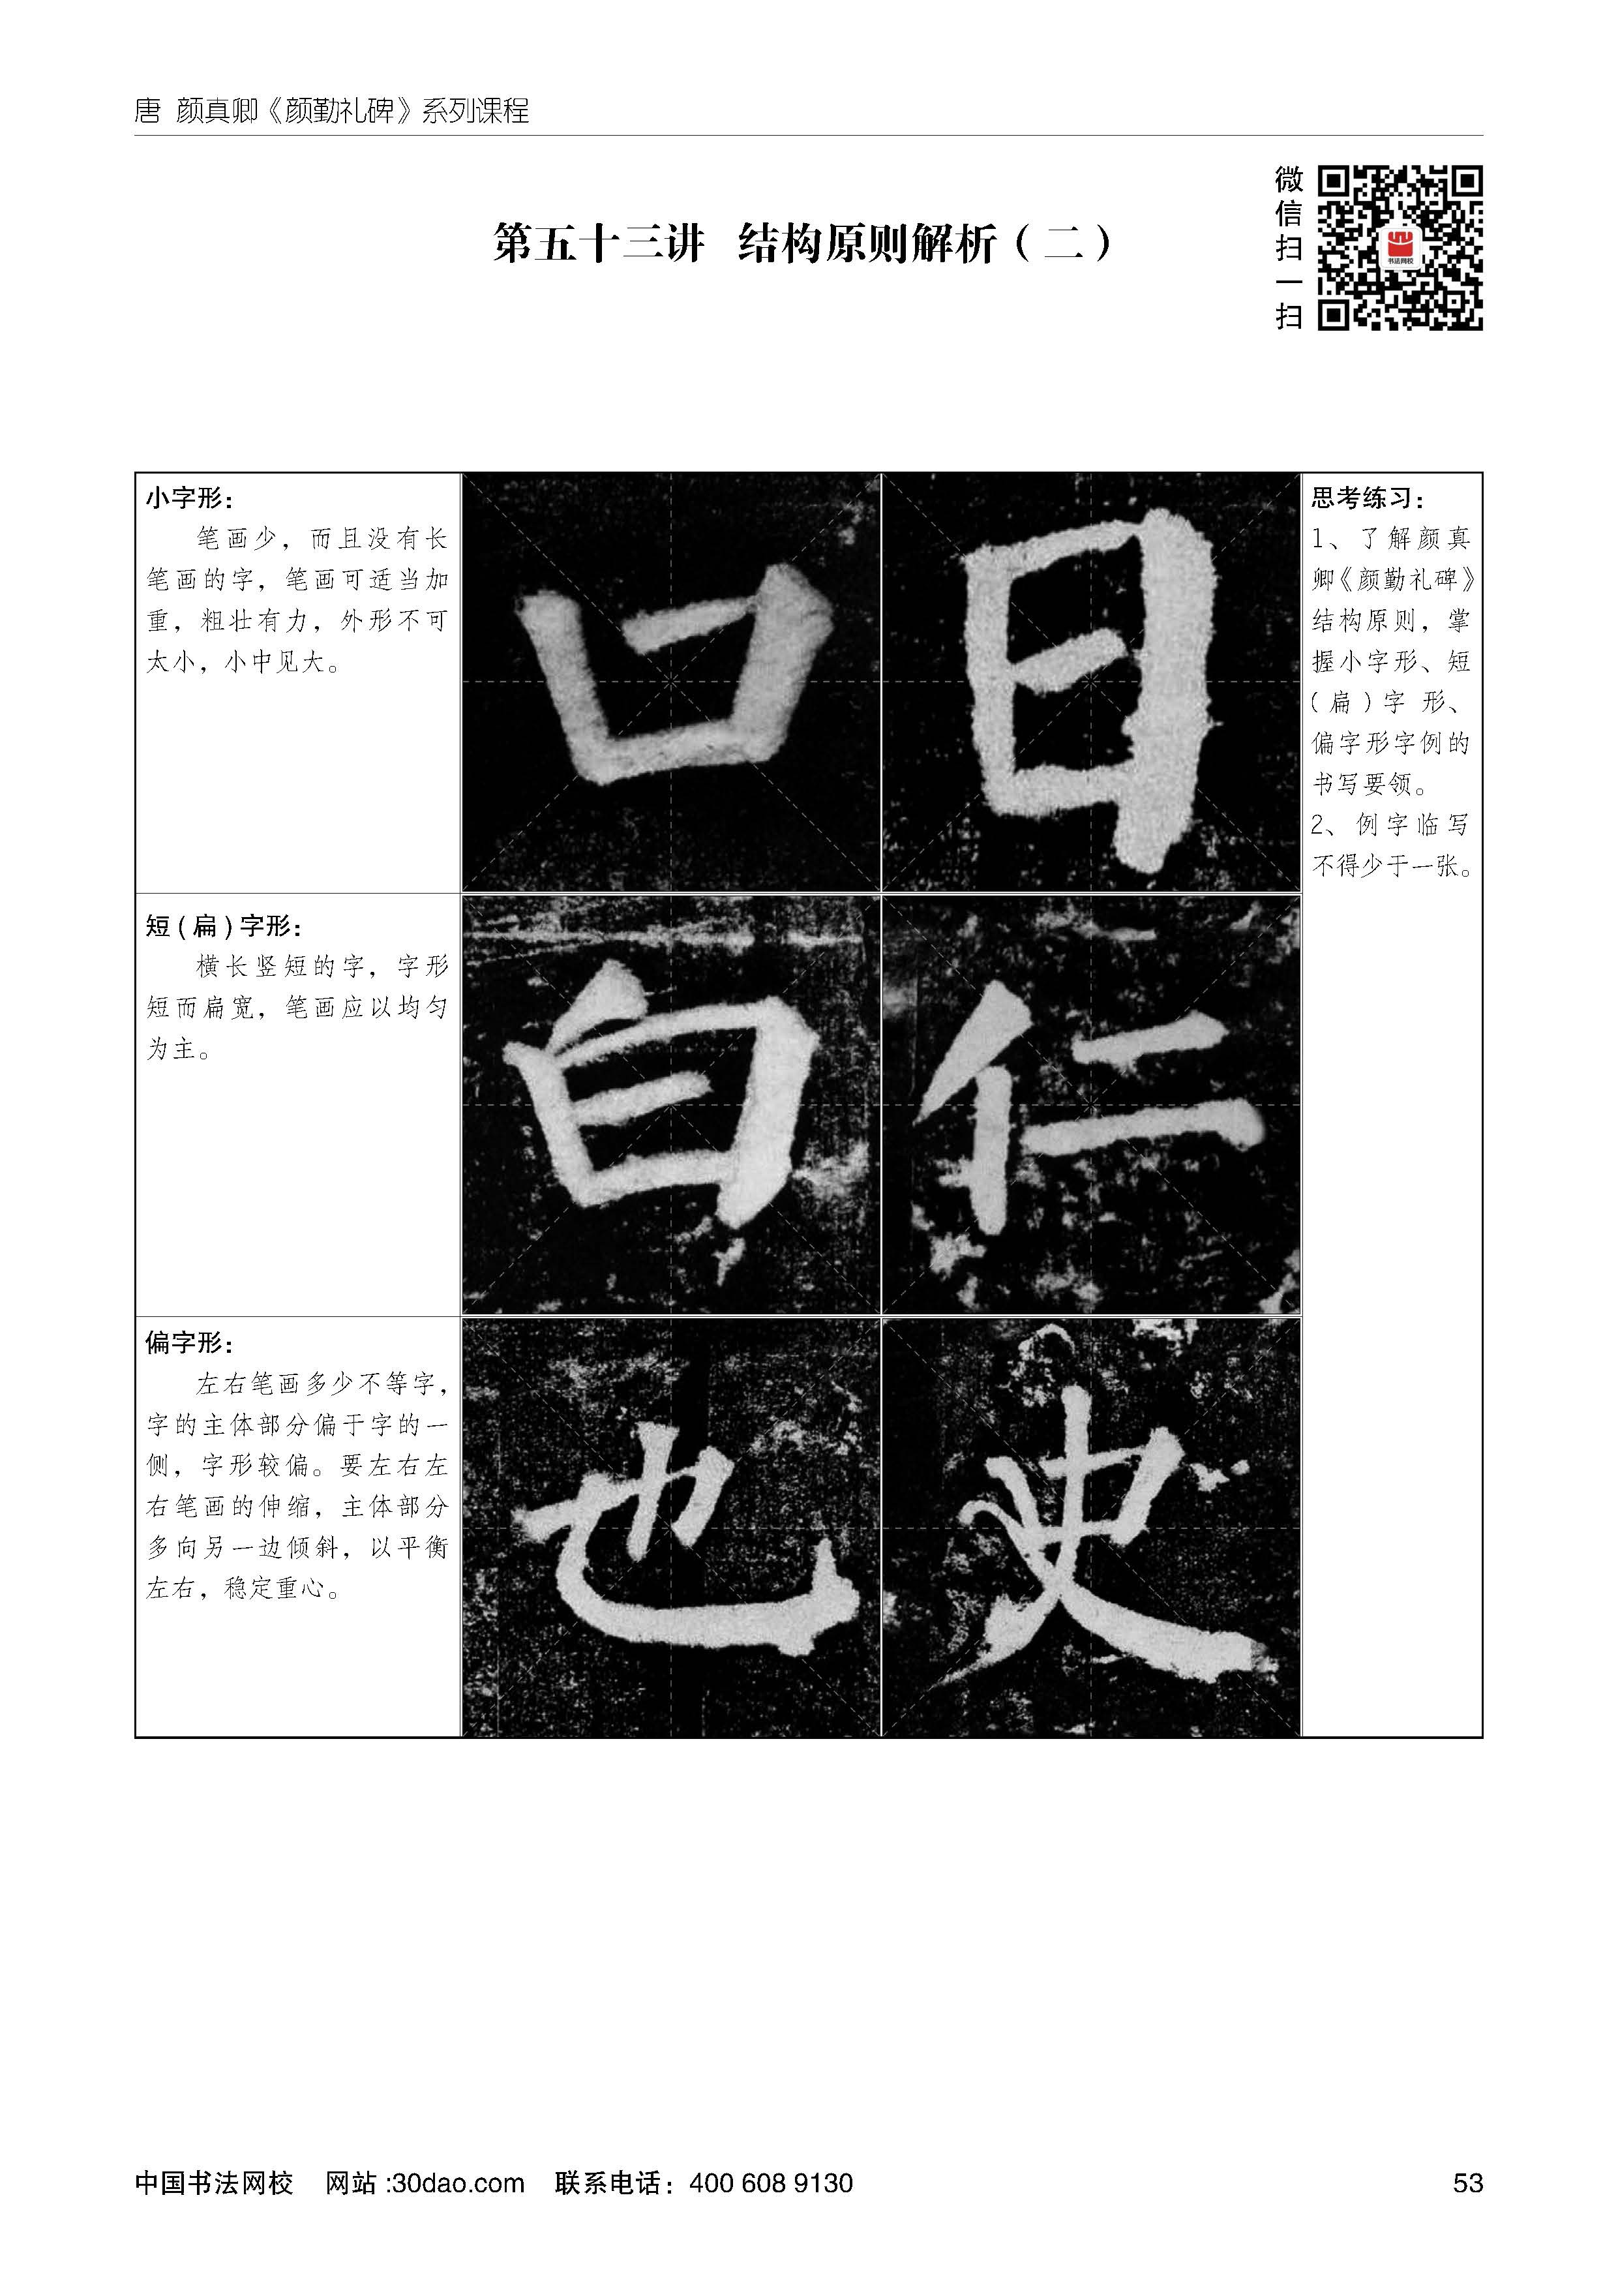 唐 颜真卿《颜勤礼碑》系列课程
微信扫一扫
书法网校
第五十三讲 结构原则解析（二）
小字形：
笔画少，而且没有长
笔画的字，笔画可适当加
重，粗壮有力，外形不可
太小，小中见大。
口日
思考练习：
1、了解颜真
卿《颜勤礼碑》
结构原则，掌
握小字形、短
（扁）字 形、
偏字形字例的
书写要领。
2、例字临写
不得少于一张。
短（扁）字形：
横长竖短的字，字形
短而扁宽，笔画应以均匀
为主。
白仁
偏字形：
左右笔画多少不等字，
字的主体部分偏于字的一
侧，字形较偏。要左右左
右笔画的伸缩，主体部分
多向另一边倾斜，以平衡
左右，稳定重心。
也史
中国书法网校 网站:30dao.com 联系电话：400 608 9130
53